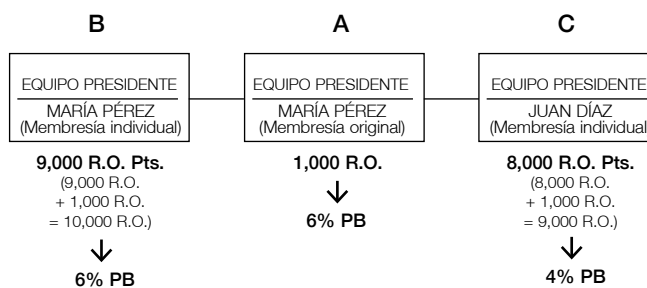 B
EQUIPO PRESIDENTE
MARÍA PÉREZ
(Membresía individual)
9,000 R.O. Pts.
(9,000 R.O.
+ 1,000 R.O.
= 10,000 R.O.)
6% PB
A
EQUIPO PRESIDENTE
MARÍA PÉREZ
(Membresía original)
1,000 R.O.
6% PB
C
EQUIPO PRESIDENTE
JUAN DÍAZ
(Membresía individual)
8,000 R.O. Pts.
(8,000 R.O.
+ 1,000 R.O.
= 9,000 R.O.)
4% PB